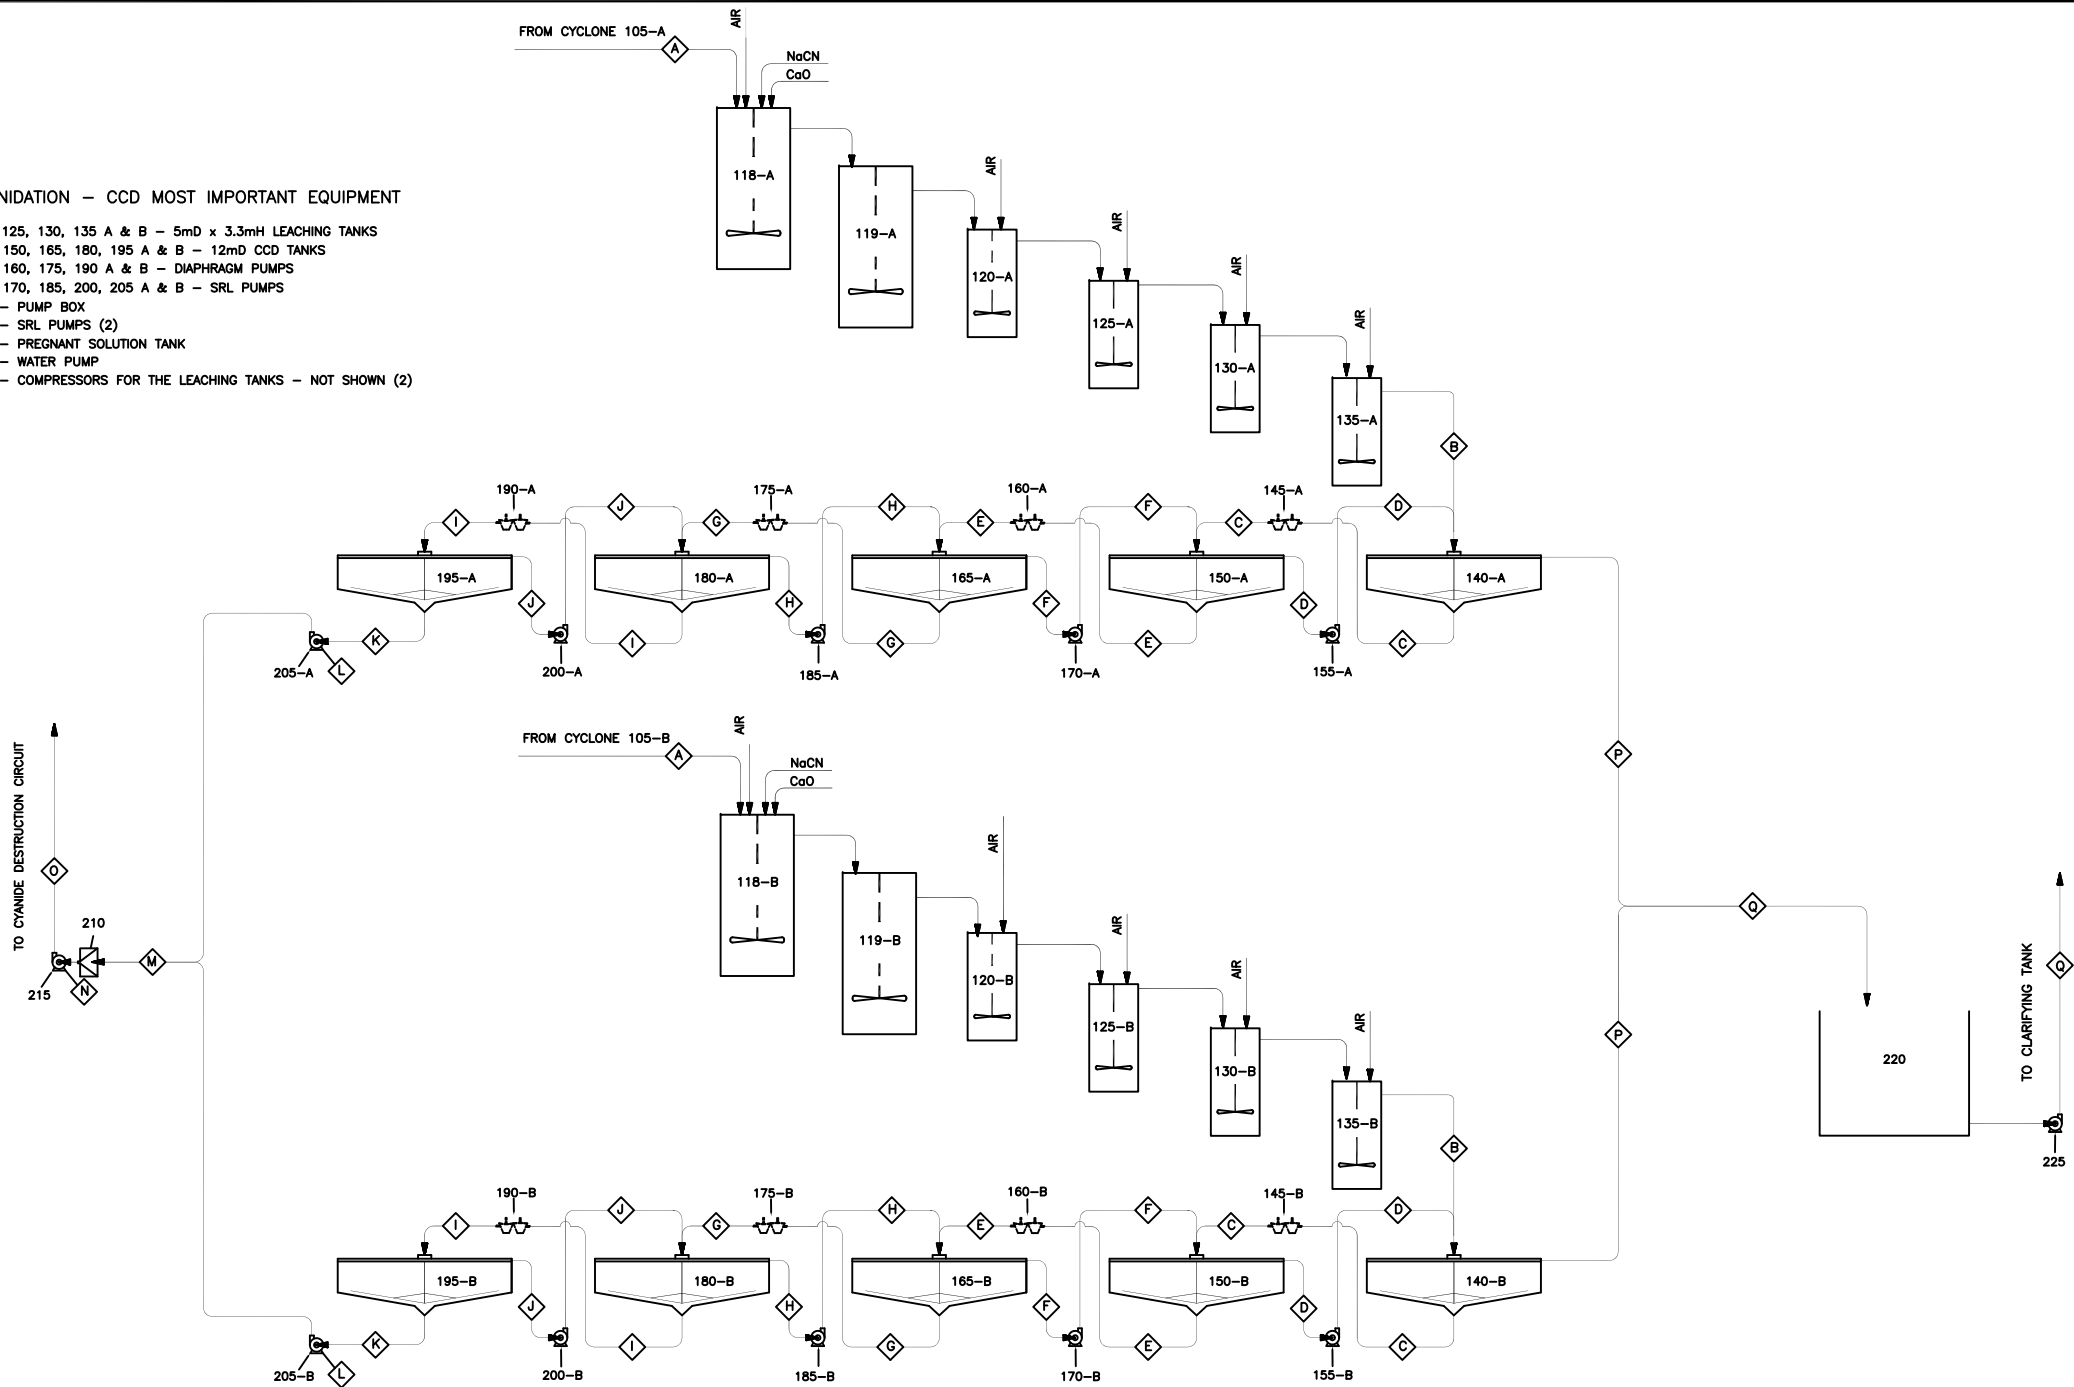 FROM CYCLONE 105-A
A
AIR
NaCN
CaO
118-A
119-A
AIR
120-A
AIR
125-A
AIR
130-A
AIR
135-A
B
NIDATION – CCD MOST IMPORTANT EQUIPMENT
125, 130, 135 A & B – 5mD x 3.3mH LEACHING TANKS
150, 165, 180, 195 A & B – 12mD CCD TANKS
160, 175, 190 A & B – DIAPHRAGM PUMPS
170, 185, 200, 205 A & B – SRL PUMPS
– PUMP BOX
– SRL PUMPS (2)
– PREGNANT SOLUTION TANK
– WATER PUMP
– COMPRESSORS FOR THE LEACHING TANKS – NOT SHOWN (2)
190-A
175-A
160-A
145-A
I
J
G
H
E
F
C
D
195-A
180-A
165-A
150-A
140-A
J
H
F
D
K
I
G
E
C
205-A
L
200-A
185-A
170-A
155-A
TO CYANIDE DESTRUCTION CIRCUIT
O
210
M
215
N
P
Q
P
220
TO CLARIFYING TANK
Q
225
FROM CYCLONE 105-B
A
AIR
NaCN
CaO
118-B
119-B
AIR
120-B
AIR
125-B
AIR
130-B
AIR
135-B
B
190-B
175-B
160-B
145-B
I
J
G
H
E
F
C
D
195-B
180-B
165-B
150-B
140-B
J
H
F
D
K
I
G
E
C
205-B
L
200-B
185-B
170-B
155-B